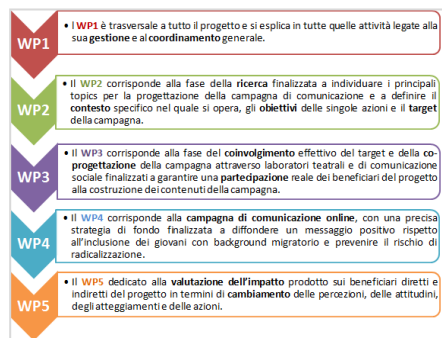 WP1
• l WP1 è trasversale a tutto il progetto e si esplica in tutte quelle attività legate alla
sua gestione e al coordinamento generale.
WP2
• Il WP2 corrisponde alla fase della ricerca finalizzata a individuare i principali
topics per la progettazione della campagna di comunicazione e a definire il
contesto specifico nel quale si opera, gli obiettivi delle singole azioni e il target
della campagna.
WP3
• Il WP3 corrisponde alla fase del coinvolgimento effettivo del target e della co-
progettazione della campagna attraverso laboratori teatrali e di comunicazione
sociale finalizzati a garantire una partecipazione reale dei beneficiari del progetto
alla costruzione dei contenuti della campagna.
WP4
• Il WP4 corrisponde alla campagna di comunicazione online, con una precisa
strategia di fondo finalizzata a diffondere un messaggio positivo rispetto
all'inclusione dei giovani con background migratorio e prevenire il rischio di
radicalizzazione.
WP5
• Il WP5 dedicato alla valutazione dell'impatto prodotto sui beneficiari diretti e
indiretti del progetto in termini di cambiamento delle percezioni, delle attitudini,
degli atteggiamenti e delle azioni.